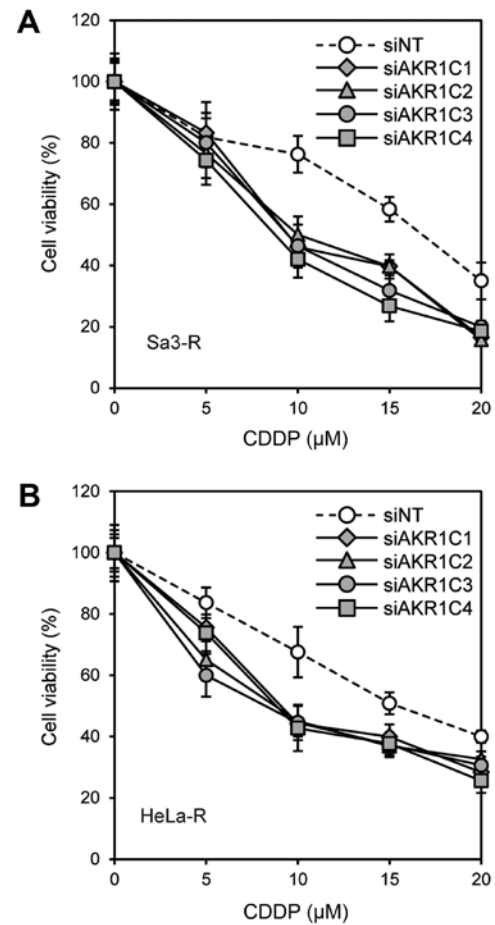 A
120
100
80
60
40
20
0
Cell viability (%)
siNT
siAKR1C1
siAKR1C2
siAKR1C3
siAKR1C4
Sa3-R
0 5 10 15 20
CDDP (μM)
B
120
100
80
60
40
20
0
Cell viability (%)
siNT
siAKR1C1
siAKR1C2
siAKR1C3
siAKR1C4
HeLa-R
0 5 10 15 20
CDDP (μM)